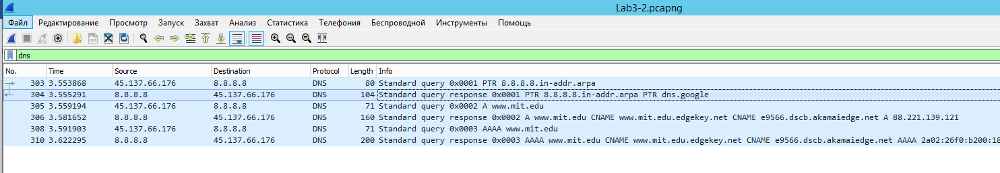 Lab3-2.pcapng
Файл Редактирование Просмотр Запуск Захват Анализ Статистика Телефония Беспроводной Инструменты Помощь
dns
No. Time Source Destination Protocol Length Info
303 3.553868 45.137.66.176 8.8.8.8 DNS 80 Standard query 0x0001 PTR 8.8.8.8.in-addr.arpa
304 3.555291 8.8.8.8 45.137.66.176 DNS 104 Standard query response 0x0001 PTR 8.8.8.8.in-addr.arpa PTR dns.google
305 3.559194 45.137.66.176 8.8.8.8 DNS 71 Standard query 0x0002 A www.mit.edu
306 3.581652 8.8.8.8 45.137.66.176 DNS 160 Standard query response 0x0002 A www.mit.edu CNAME www.mit.edu.edgekey.net CNAME e9566.dscb.akamaiedge.net A 88.221.139.121
308 3.591903 45.137.66.176 8.8.8.8 DNS 71 Standard query 0x0003 AAAA www.mit.edu
310 3.622295 8.8.8.8 45.137.66.176 DNS 200 Standard query response 0x0003 AAAA www.mit.edu CNAME www.mit.edu.edgekey.net CNAME e9566.dscb.akamaiedge.net AAAA 2a02:26f0:b200:18